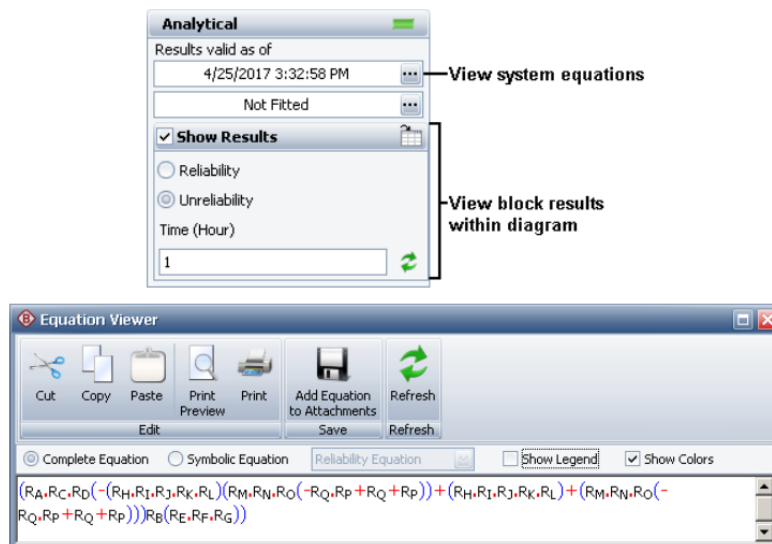 Analytical
Results valid as of
4/25/2017 3:32:58 PM ... View system equations
Not Fitted ...
Show Results
Reliability
Unreliability
View block results
within diagram
Time (Hour)
1
Equation Viewer
Cut Copy Paste Print Preview Print Add Equation to Attachments Refresh
Edit Save Refresh
Complete Equation Symbolic Equation Reliability Equation Show Legend Show Colors
(RA.RC.RD(-(RH.RI.RJ.RK.RL)(RM.RN.RO(-RQ.RP+RQ+RP))+(RH.RI.RJ.RK.RL)+(RM.RN.RO(-
RQ.RP+RQ+RP)))RB(RE.RF.RG))